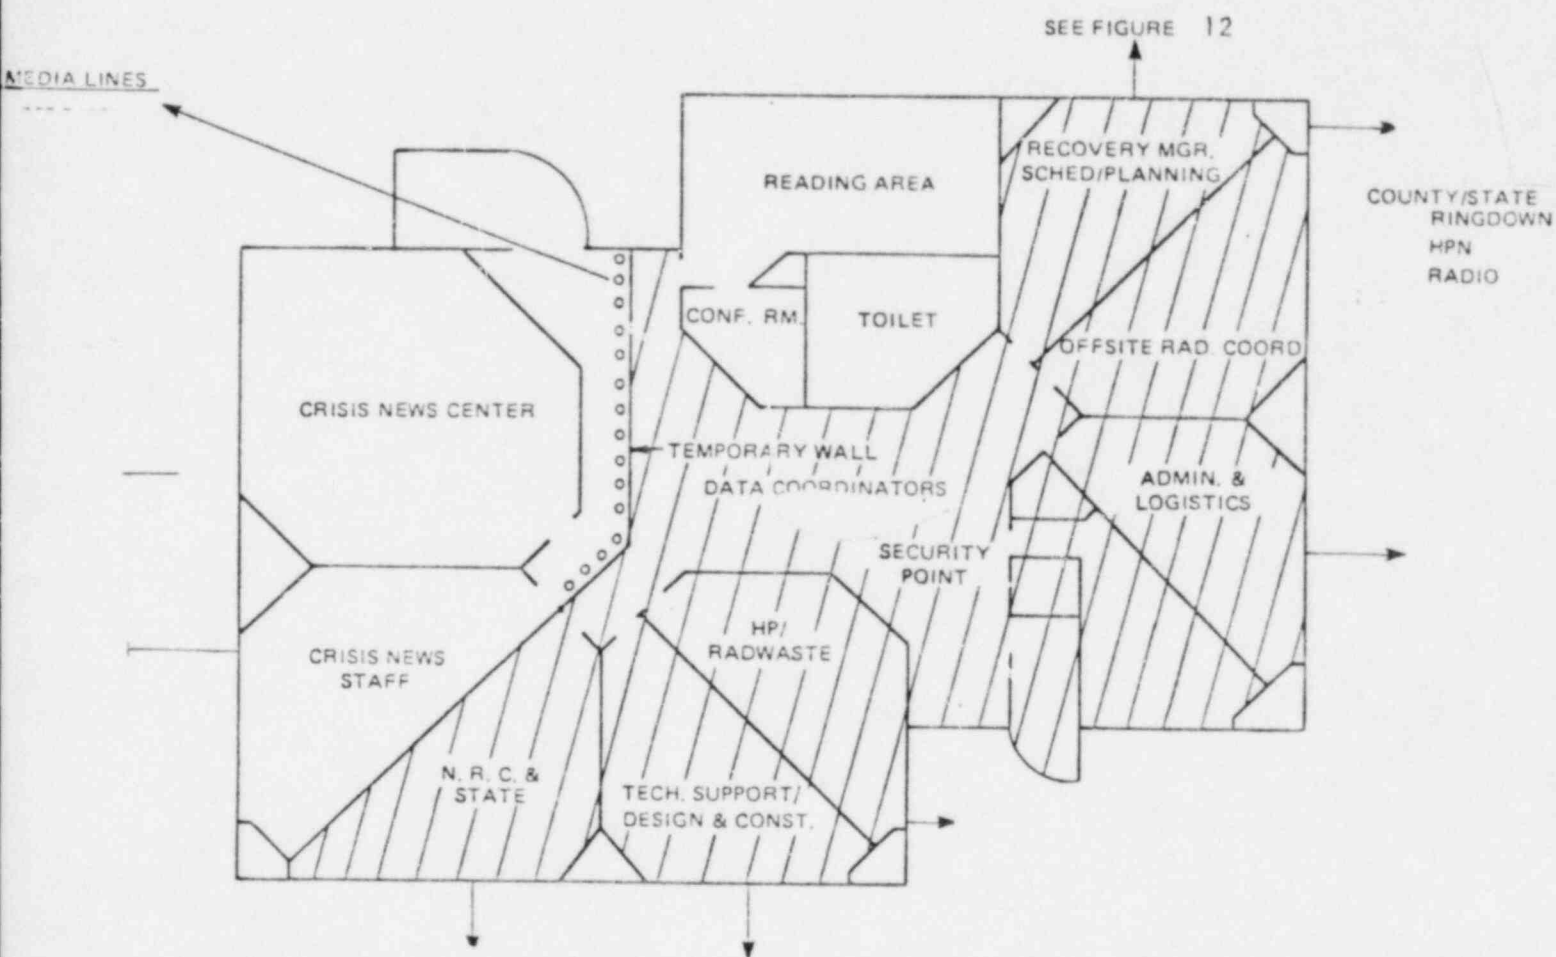 SEE FIGURE 12
MEDIA LINES
READING AREA
RECOVERY MGR.
SCHED/PLANNING
COUNTY/STATE
RINGDOWN
HPN
RADIO
CONF. RM.
TOILET
OFFSITE RAD. COORD
CRISIS NEWS CENTER
TEMPORARY WALL
DATA COORDINATORS
ADMIN. &
LOGISTICS
SECURITY
POINT
HP/
RADWASTE
CRISIS NEWS
STAFF
N. R. C. &
STATE
TECH. SUPPORT/
DESIGN & CONST.